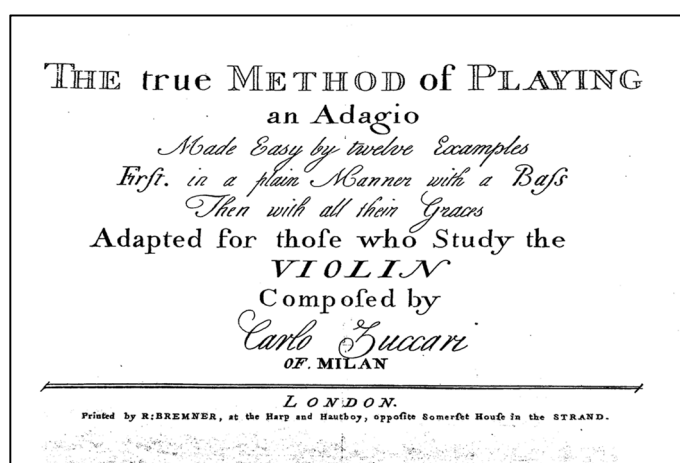 THE true METHOD of PLAYING
an Adagio
Made Easy by twelve Examples
Firſt. in a plain Manner with a Baſs
Then with all their Graces
Adapted for thoſe who Study the
VIOLIN
Compoſed by
Carlo Zuccari
OF. MILAN
LONDON.
Printed by R:BREMNER, at the Harp and Hautboy, oppoſite Somerſet Houſe in the STRAND.